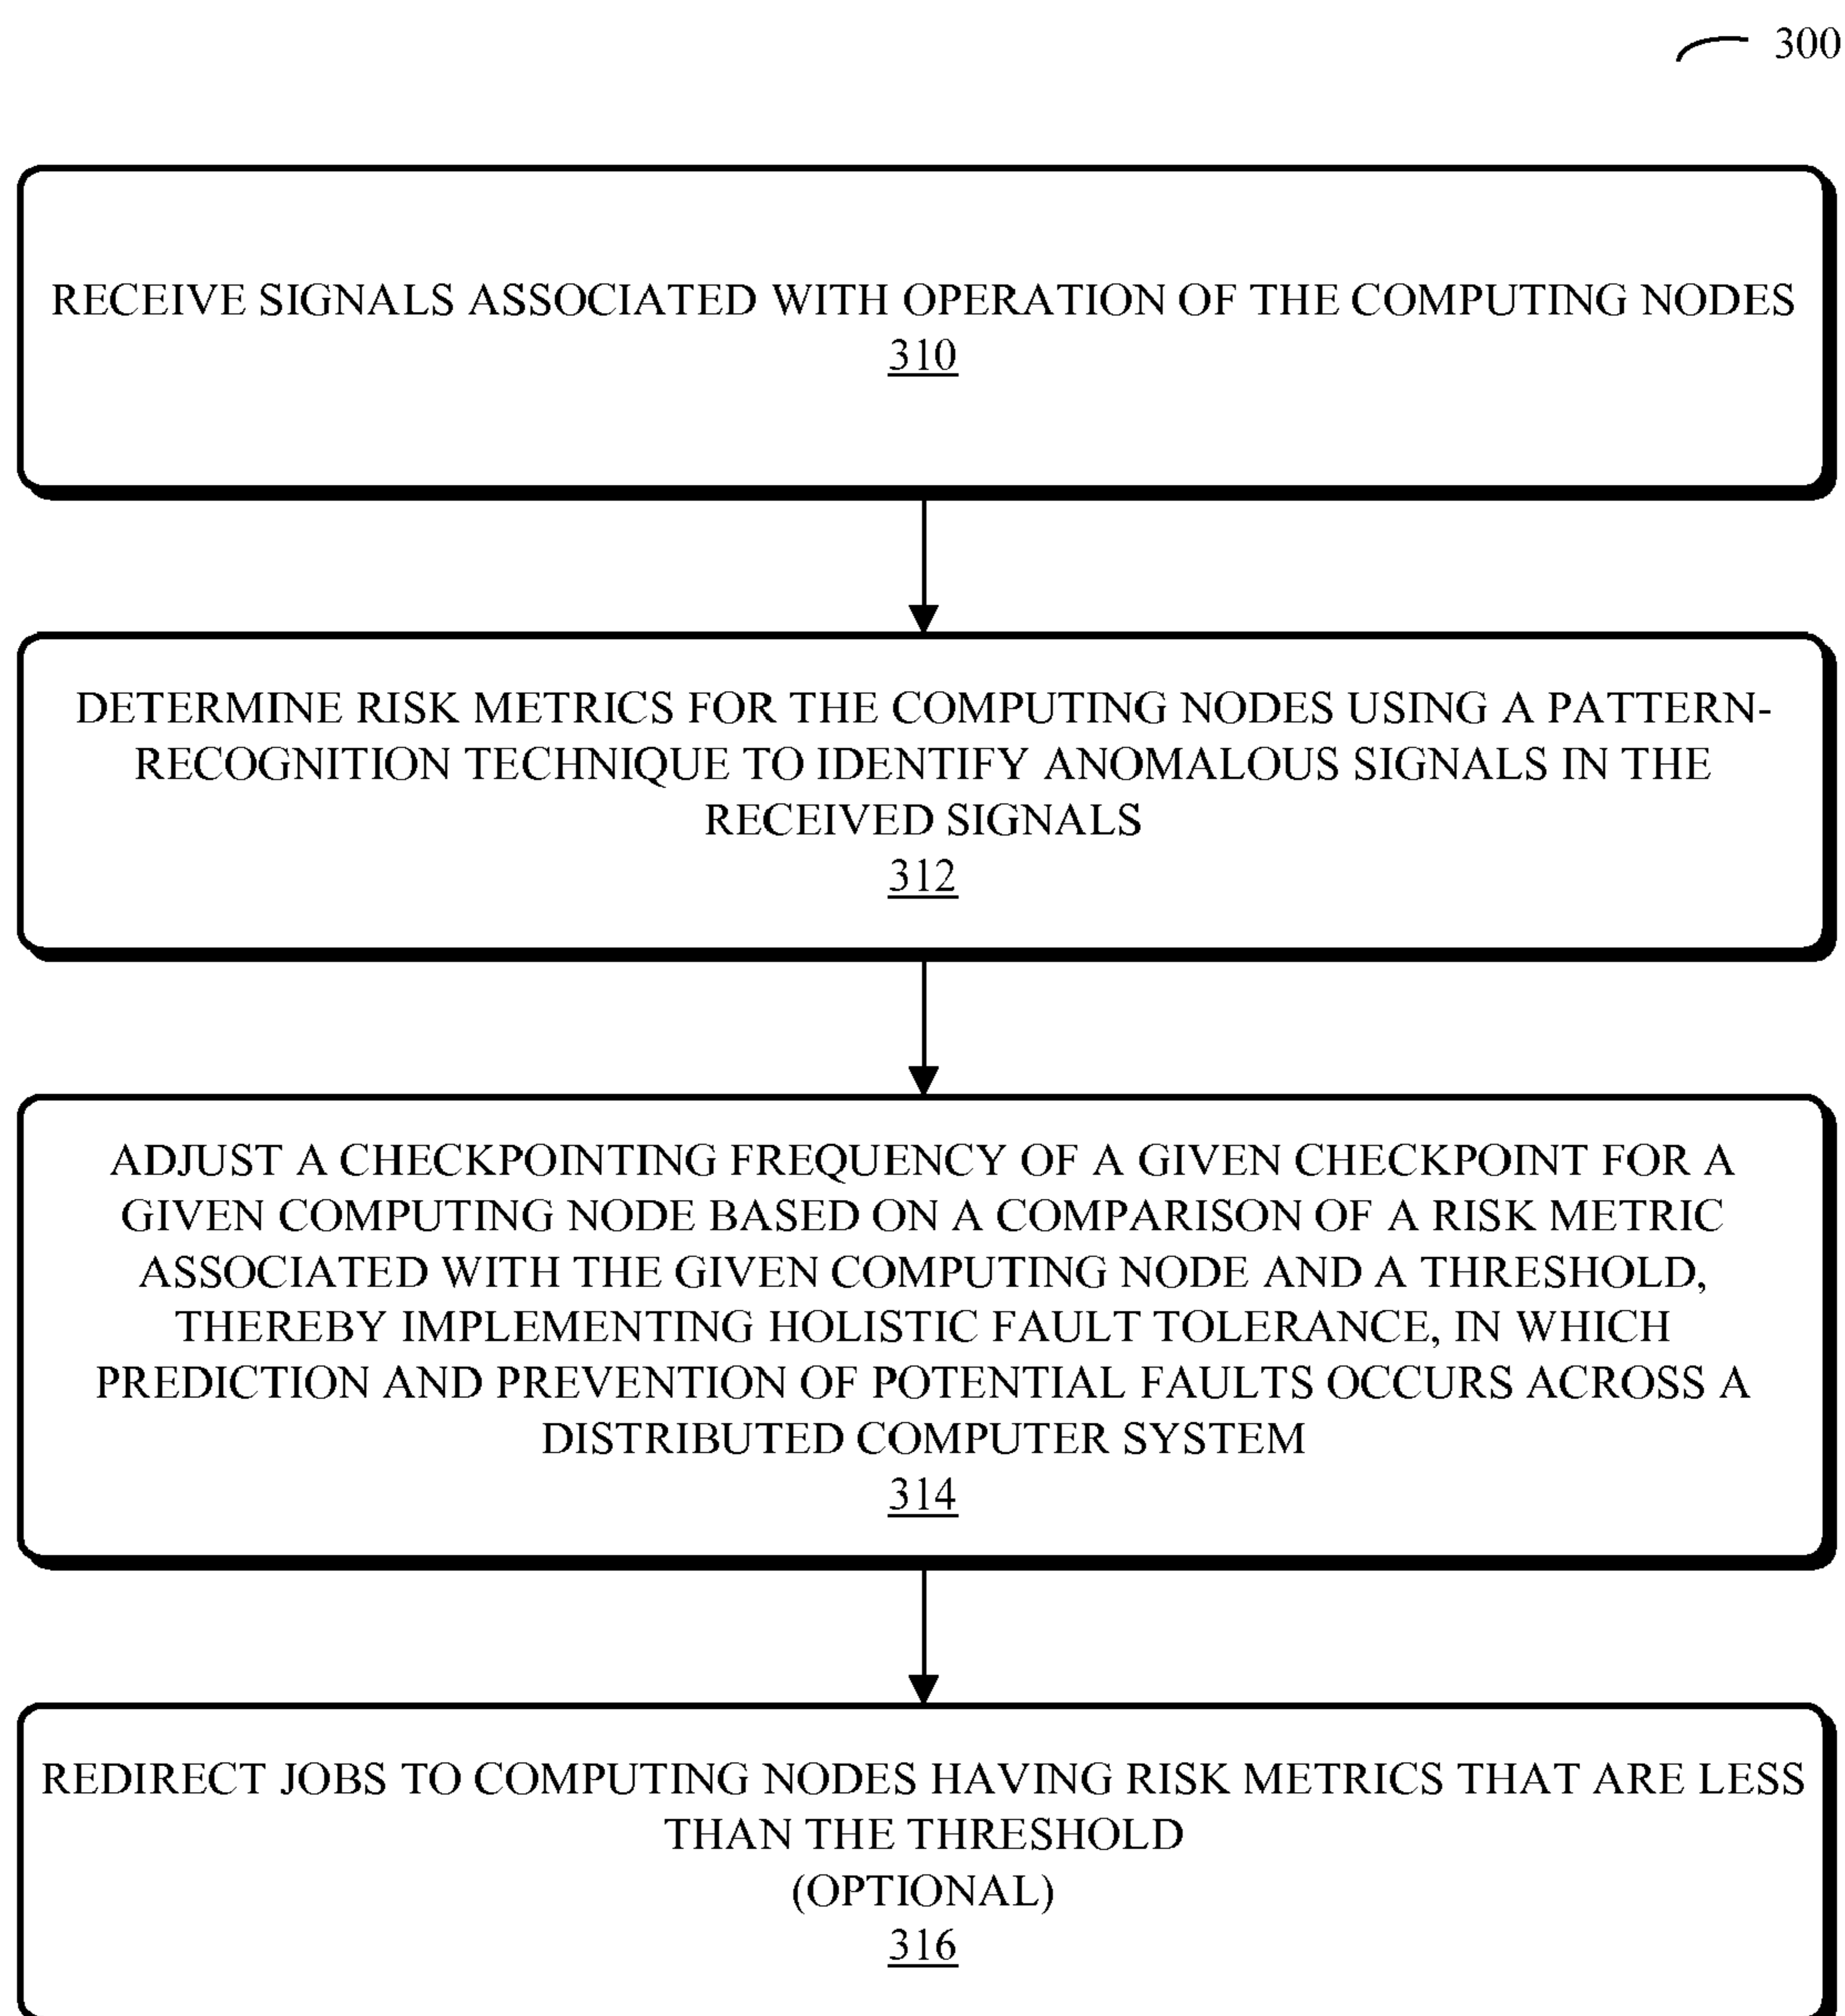 300
RECEIVE SIGNALS ASSOCIATED WITH OPERATION OF THE COMPUTING NODES
310
DETERMINE RISK METRICS FOR THE COMPUTING NODES USING A PATTERN-
RECOGNITION TECHNIQUE TO IDENTIFY ANOMALOUS SIGNALS IN THE
RECEIVED SIGNALS
312
ADJUST A CHECKPOINTING FREQUENCY OF A GIVEN CHECKPOINT FOR A
GIVEN COMPUTING NODE BASED ON A COMPARISON OF A RISK METRIC
ASSOCIATED WITH THE GIVEN COMPUTING NODE AND A THRESHOLD,
THEREBY IMPLEMENTING HOLISTIC FAULT TOLERANCE, IN WHICH
PREDICTION AND PREVENTION OF POTENTIAL FAULTS OCCURS ACROSS A
DISTRIBUTED COMPUTER SYSTEM
314
REDIRECT JOBS TO COMPUTING NODES HAVING RISK METRICS THAT ARE LESS
THAN THE THRESHOLD
(OPTIONAL)
316